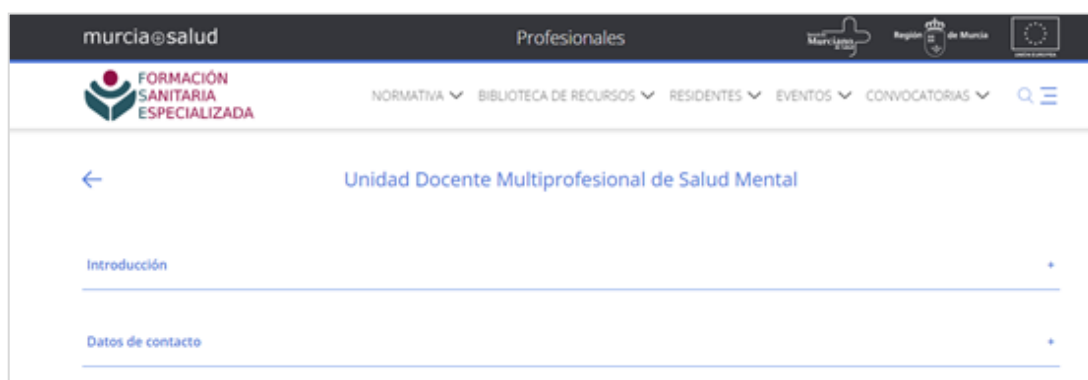 murcia salud
Profesionales
Murciano
Región de Murcia
FORMACIÓN
SANITARIA
ESPECIALIZADA
NORMATIVA BIBLIOTECA DE RECURSOS RESIDENTES EVENTOS CONVOCATORIAS
Unidad Docente Multiprofesional de Salud Mental
Introducción
+
Datos de contacto
+